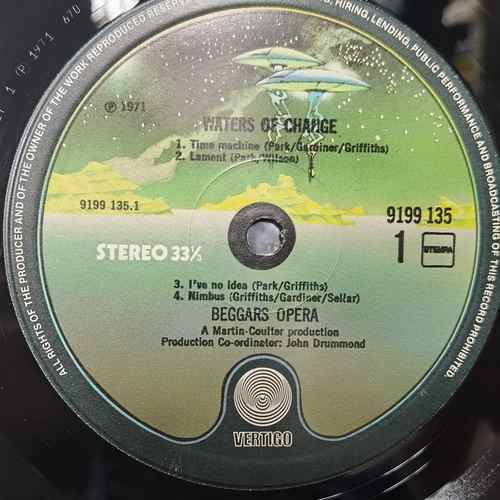 ALL RIGHTS OF THE PRODUCER AND OF THE OWNER OF THE WORK REPRODUCED RESERVED
HIRING, LENDING, PUBLIC PERFORMANCE AND BROADCASTING OF THIS RECORD PROHIBITED.
1 (P) 1971 670
℗ 1971
WATERS OF CHANGE
1. Time machine (Park/Gardiner/Griffiths)
2. Lament (Park/Wilson)
9199 135.1
9199 135
STEREO 33⅓
1
STEMRA
3. I've no idea (Park/Griffiths)
4. Nimbus (Griffiths/Gardiner/Sellar)
BEGGARS OPERA
A Martin-Coulter production
Production Co-ordinator: John Drummond
VERTIGO